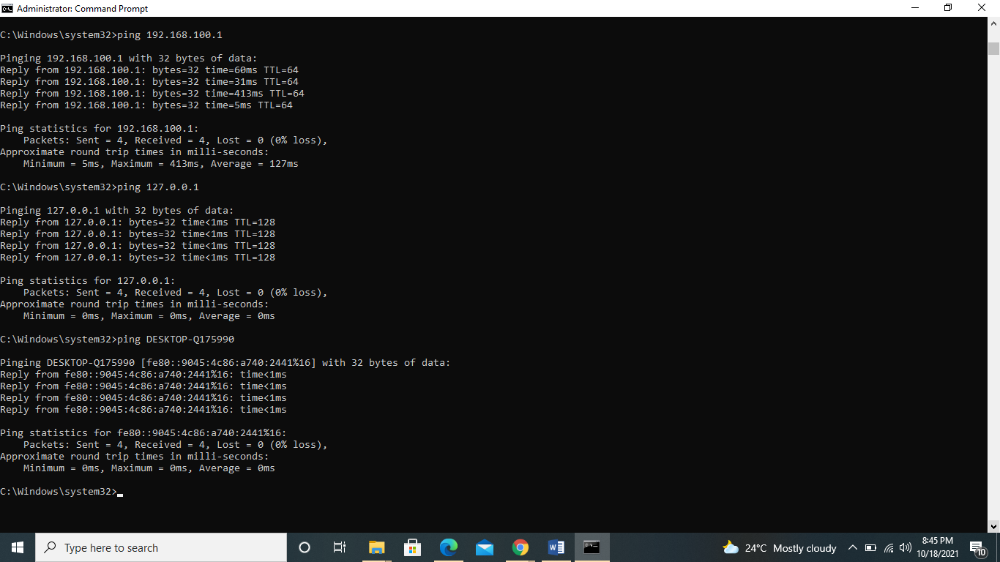 Administrator: Command Prompt
C:\Windows\system32>ping 192.168.100.1
Pinging 192.168.100.1 with 32 bytes of data:
Reply from 192.168.100.1: bytes=32 time=60ms TTL=64
Reply from 192.168.100.1: bytes=32 time=31ms TTL=64
Reply from 192.168.100.1: bytes=32 time=413ms TTL=64
Reply from 192.168.100.1: bytes=32 time=5ms TTL=64
Ping statistics for 192.168.100.1:
    Packets: Sent = 4, Received = 4, Lost = 0 (0% loss),
Approximate round trip times in milli-seconds:
    Minimum = 5ms, Maximum = 413ms, Average = 127ms
C:\Windows\system32>ping 127.0.0.1
Pinging 127.0.0.1 with 32 bytes of data:
Reply from 127.0.0.1: bytes=32 time<1ms TTL=128
Reply from 127.0.0.1: bytes=32 time<1ms TTL=128
Reply from 127.0.0.1: bytes=32 time<1ms TTL=128
Reply from 127.0.0.1: bytes=32 time<1ms TTL=128
Ping statistics for 127.0.0.1:
    Packets: Sent = 4, Received = 4, Lost = 0 (0% loss),
Approximate round trip times in milli-seconds:
    Minimum = 0ms, Maximum = 0ms, Average = 0ms
C:\Windows\system32>ping DESKTOP-Q175990
Pinging DESKTOP-Q175990 [fe80::9045:4c86:a740:2441%16] with 32 bytes of data:
Reply from fe80::9045:4c86:a740:2441%16: time<1ms
Reply from fe80::9045:4c86:a740:2441%16: time<1ms
Reply from fe80::9045:4c86:a740:2441%16: time<1ms
Reply from fe80::9045:4c86:a740:2441%16: time<1ms
Ping statistics for fe80::9045:4c86:a740:2441%16:
    Packets: Sent = 4, Received = 4, Lost = 0 (0% loss),
Approximate round trip times in milli-seconds:
    Minimum = 0ms, Maximum = 0ms, Average = 0ms
C:\Windows\system32>
Type here to search
24°C Mostly cloudy
8:45 PM
10/18/2021
10